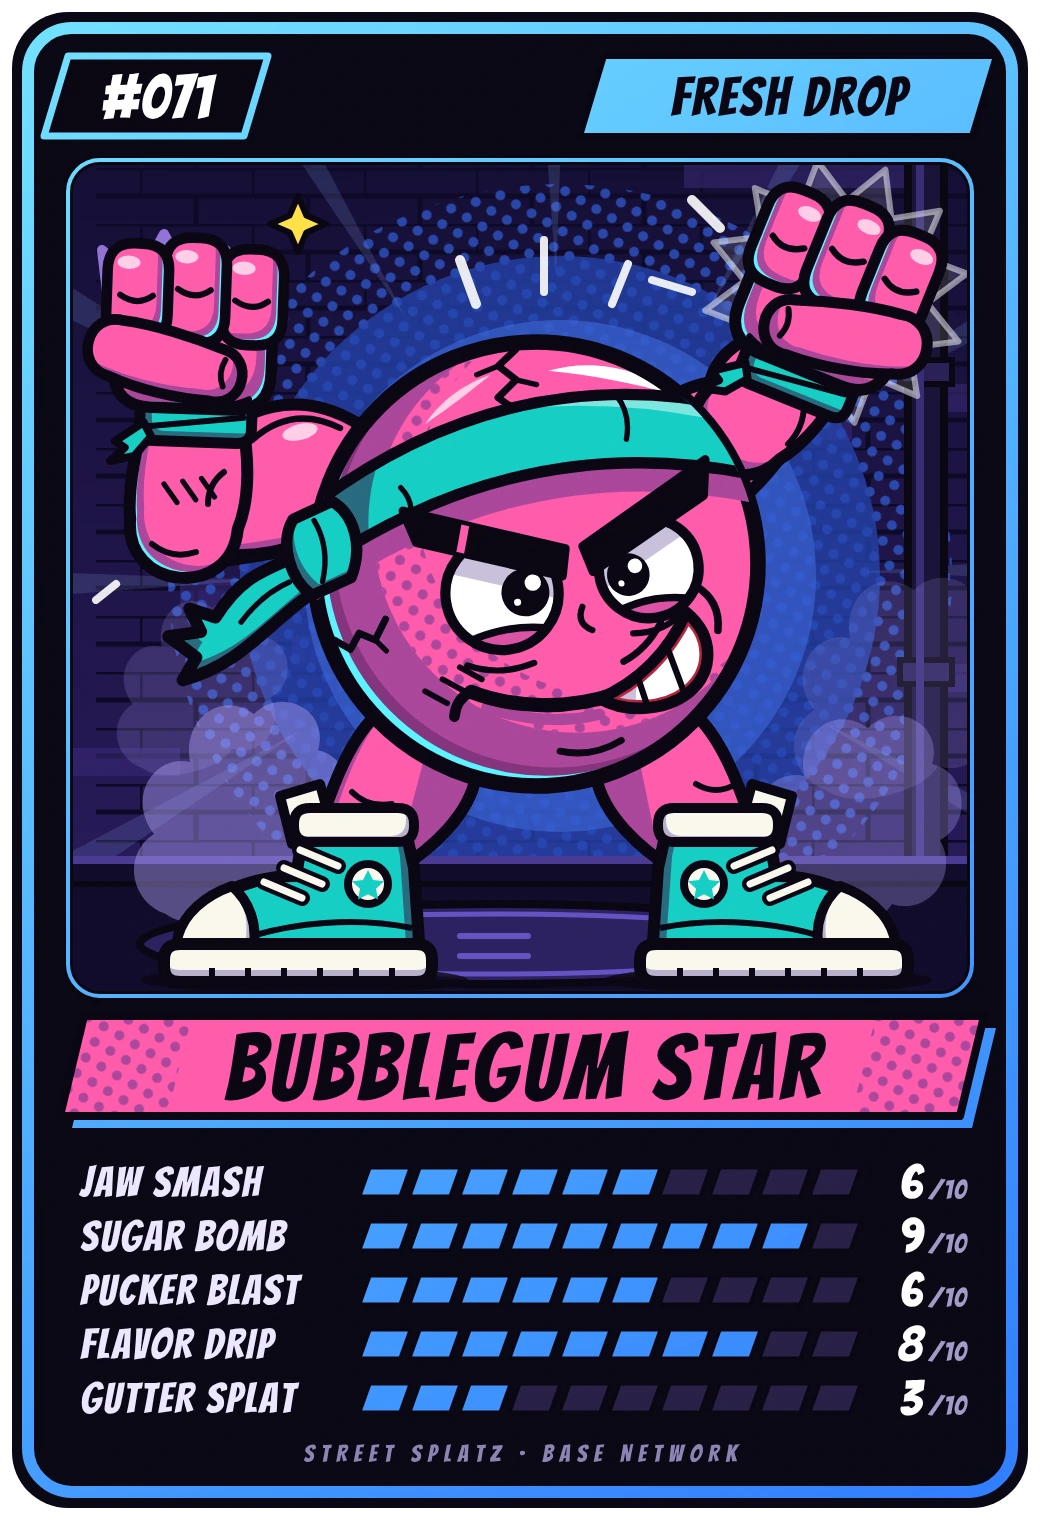 #071
FRESH DROP
BUBBLEGUM STAR
JAW SMASH 6/10
SUGAR BOMB 9/10
PUCKER BLAST 6/10
FLAVOR DRIP 8/10
GUTTER SPLAT 3/10
STREET SPLATZ · BASE NETWORK